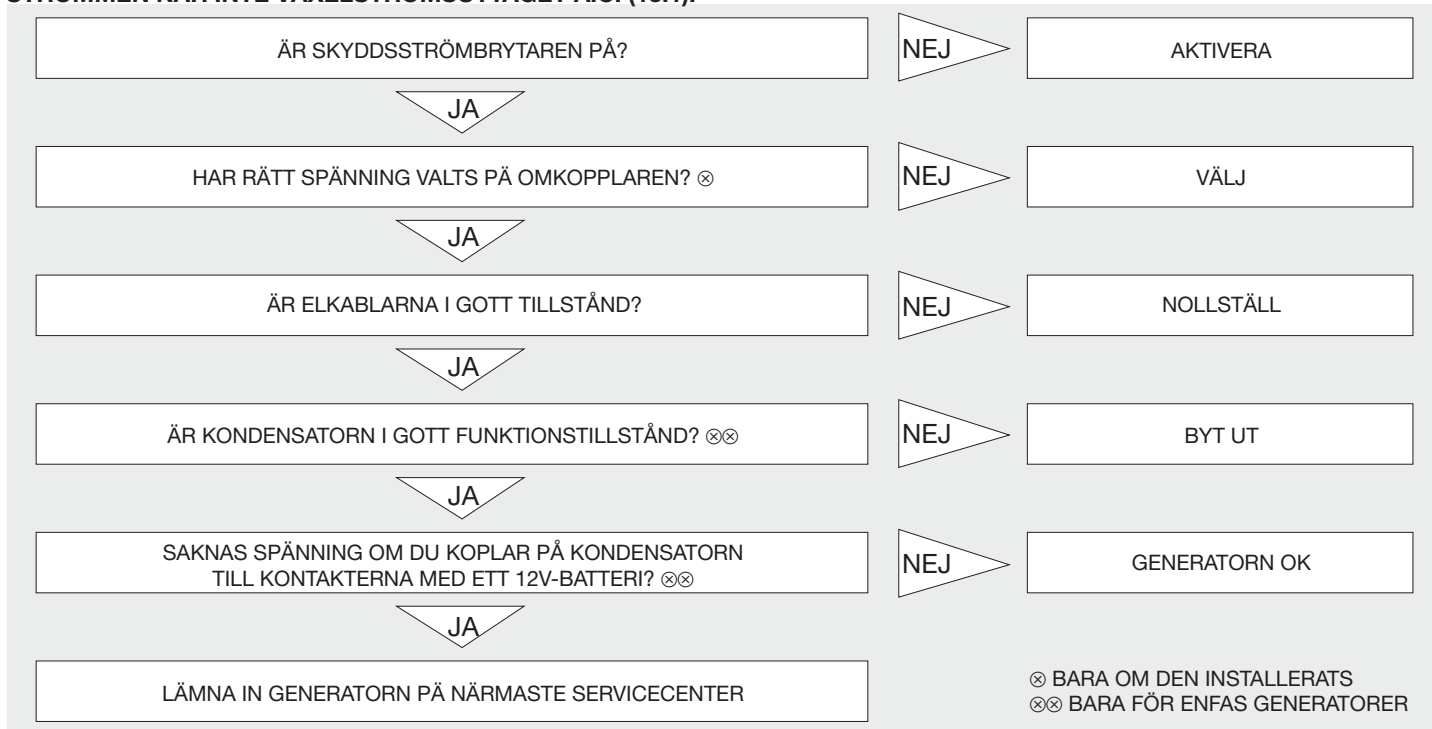 ÄR SKYDDSSTRÖMBRYTAREN PÅ?
NEJ
AKTIVERA
JA
HAR RÄTT SPÄNNING VALTS PÅ OMKOPPLAREN? ⊗
NEJ
VÄLJ
JA
ÄR ELKABLARNA I GOTT TILLSTÅND?
NEJ
NOLLSTÄLL
JA
ÄR KONDENSATORN I GOTT FUNKTIONSTILLSTÅND? ⊗⊗
NEJ
BYT UT
JA
SAKNAS SPÄNNING OM DU KOPLAR PÅ KONDENSATORN
TILL KONTAKTERNA MED ETT 12V-BATTERI? ⊗⊗
NEJ
GENERATORN OK
JA
LÄMNA IN GENERATORN PÅ NÄRMASTE SERVICECENTER
⊗ BARA OM DEN INSTALLERATS
⊗⊗ BARA FÖR ENFAS GENERATORER